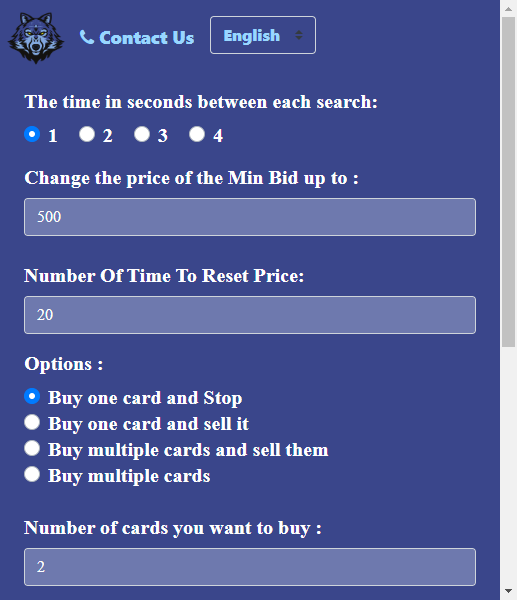 Contact Us
English
The time in seconds between each search:
1 2 3 4
Change the price of the Min Bid up to :
500
Number Of Time To Reset Price:
20
Options :
Buy one card and Stop
Buy one card and sell it
Buy multiple cards and sell them
Buy multiple cards
Number of cards you want to buy :
2